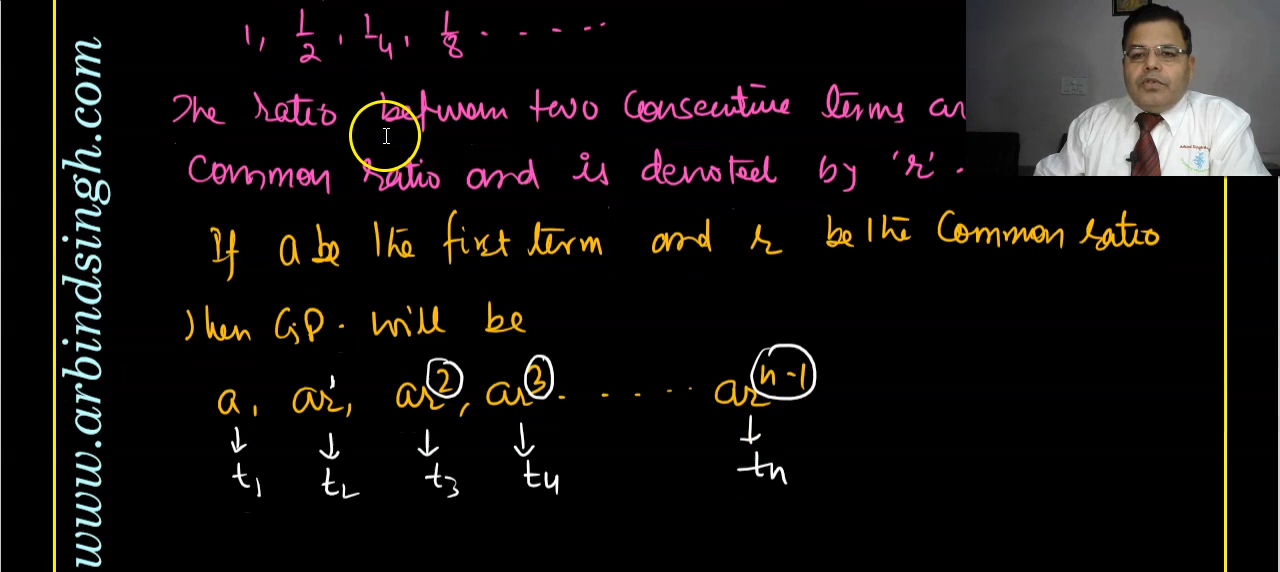 1, 1/2, 1/4, 1/8 . . . . . .
The ratio between two consecutive terms are
Common ratio and is denoted by 'r'.
If a be the first term and r be the Common ratio
Then G.P. will be
a, ar¹, ar², ar³ . . . . . . . arⁿ⁻¹
↓ ↓ ↓ ↓ ↓
t₁ t₂ t₃ t₄ tₙ
www.arbindsingh.com